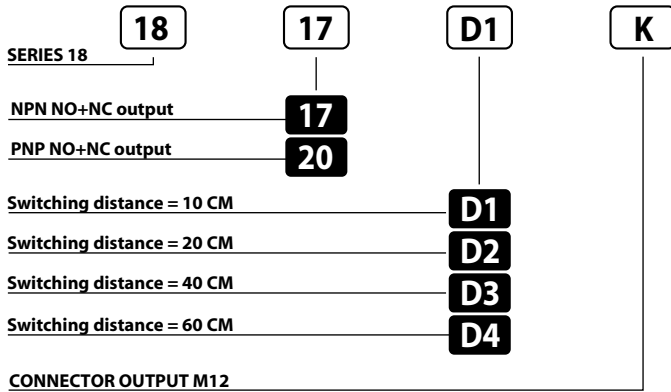 18 17 D1 K
SERIES 18
NPN NO+NC output 17
PNP NO+NC output 20
Switching distance = 10 CM D1
Switching distance = 20 CM D2
Switching distance = 40 CM D3
Switching distance = 60 CM D4
CONNECTOR OUTPUT M12